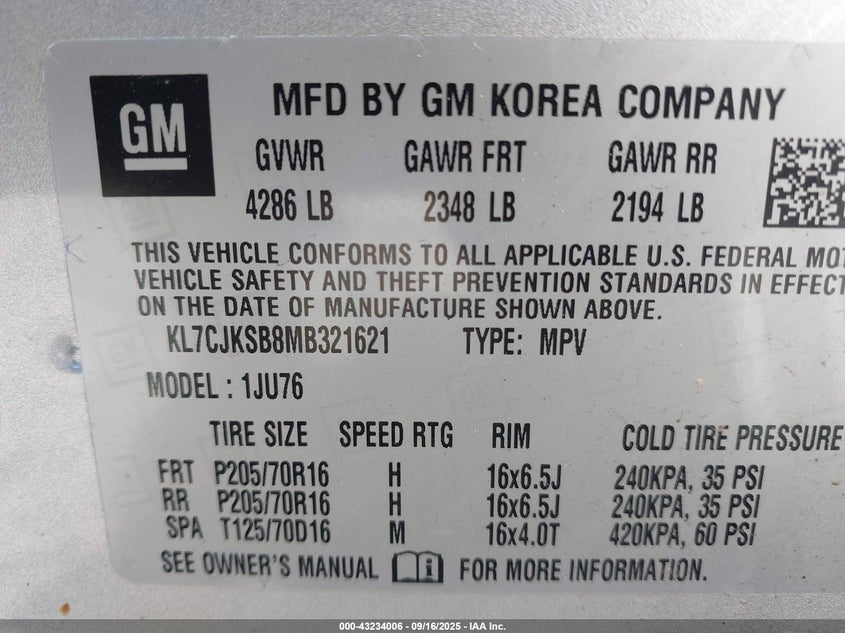 GM
MFD BY GM KOREA COMPANY
GVWR GAWR FRT GAWR RR
4286 LB 2348 LB 2194 LB
THIS VEHICLE CONFORMS TO ALL APPLICABLE U.S. FEDERAL MOT
VEHICLE SAFETY AND THEFT PREVENTION STANDARDS IN EFFECT
ON THE DATE OF MANUFACTURE SHOWN ABOVE.
KL7CJKSB8MB321621 TYPE: MPV
MODEL : 1JU76
TIRE SIZE SPEED RTG RIM COLD TIRE PRESSURE
FRT P205/70R16 H 16x6.5J 240KPA, 35 PSI
RR P205/70R16 H 16x6.5J 240KPA, 35 PSI
SPA T125/70D16 M 16x4.0T 420KPA, 60 PSI
SEE OWNER'S MANUAL i FOR MORE INFORMATION.
000-43234006 - 09/16/2025 - IAA Inc.